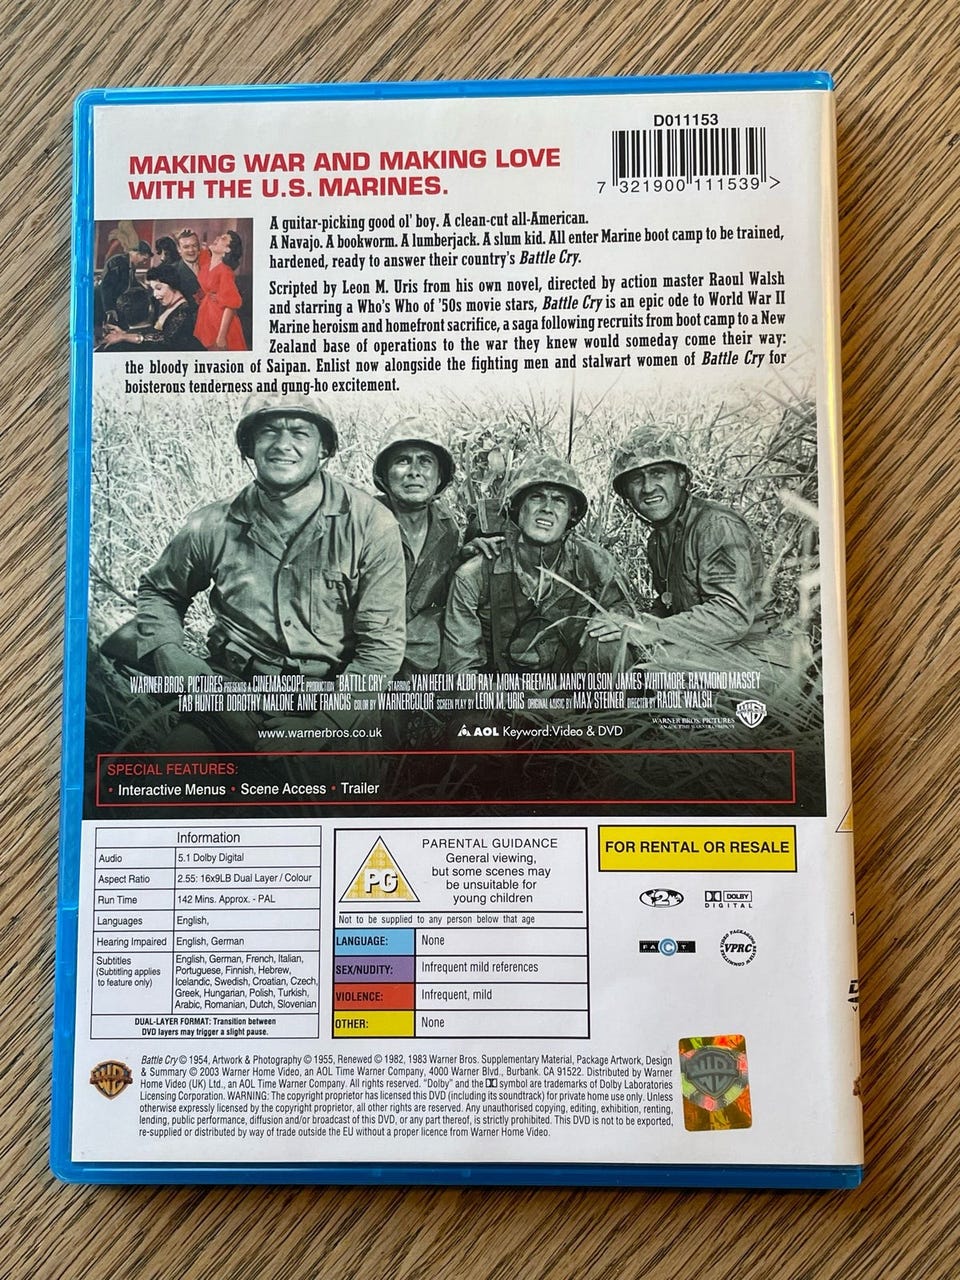 D011153
7 321900 111539 >
MAKING WAR AND MAKING LOVE
WITH THE U.S. MARINES.
A guitar-picking good ol' boy. A clean-cut all-American.
A Navajo. A bookworm. A lumberjack. A slum kid. All enter Marine boot camp to be trained,
hardened, ready to answer their country's Battle Cry.
Scripted by Leon M. Uris from his own novel, directed by action master Raoul Walsh
and starring a Who's Who of '50s movie stars, Battle Cry is an epic ode to World War II
Marine heroism and homefront sacrifice, a saga following recruits from boot camp to a New
Zealand base of operations to the war they knew would someday come their way:
the bloody invasion of Saipan. Enlist now alongside the fighting men and stalwart women of Battle Cry for
boisterous tenderness and gung-ho excitement.
WARNER BROS. PICTURES PRESENTS A CINEMASCOPE PRODUCTION "BATTLE CRY" STARRING VAN HEFLIN ALDO RAY MONA FREEMAN NANCY OLSON JAMES WHITMORE RAYMOND MASSEY
TAB HUNTER DOROTHY MALONE ANNE FRANCIS COLOR BY WARNERCOLOR SCREEN PLAY BY LEON M. URIS ORIGINAL MUSIC BY MAX STEINER DIRECTED BY RAOUL WALSH
WARNER BROS. PICTURES
AN AOL TIME WARNER COMPANY
www.warnerbros.co.uk
AOL Keyword:Video & DVD
SPECIAL FEATURES:
• Interactive Menus • Scene Access • Trailer
Information
Audio 5.1 Dolby Digital
Aspect Ratio 2.55: 16x9LB Dual Layer / Colour
Run Time 142 Mins. Approx. - PAL
Languages English,
Hearing Impaired English, German
Subtitles
(Subtitling applies
to feature only)
English, German, French, Italian,
Portuguese, Finnish, Hebrew,
Icelandic, Swedish, Croatian, Czech,
Greek, Hungarian, Polish, Turkish,
Arabic, Romanian, Dutch, Slovenian
DUAL-LAYER FORMAT: Transition between
DVD layers may trigger a slight pause.
PG
PARENTAL GUIDANCE
General viewing,
but some scenes may
be unsuitable for
young children
Not to be supplied to any person below that age
LANGUAGE: None
SEX/NUDITY: Infrequent mild references
VIOLENCE: Infrequent, mild
OTHER: None
FOR RENTAL OR RESALE
2
DOLBY
DIGITAL
FACT
VPRC
Battle Cry © 1954, Artwork & Photography © 1955, Renewed © 1982, 1983 Warner Bros. Supplementary Material, Package Artwork, Design
& Summary © 2003 Warner Home Video, an AOL Time Warner Company, 4000 Warner Blvd., Burbank. CA 91522. Distributed by Warner
Home Video (UK) Ltd., an AOL Time Warner Company. All rights reserved. "Dolby" and the DD symbol are trademarks of Dolby Laboratories
Licensing Corporation. WARNING: The copyright proprietor has licensed this DVD (including its soundtrack) for private home use only. Unless
otherwise expressly licensed by the copyright proprietor, all other rights are reserved. Any unauthorised copying, editing, exhibition, renting,
lending, public performance, diffusion and/or broadcast of this DVD, or any part thereof, is strictly prohibited. This DVD is not to be exported,
re-supplied or distributed by way of trade outside the EU without a proper licence from Warner Home Video.